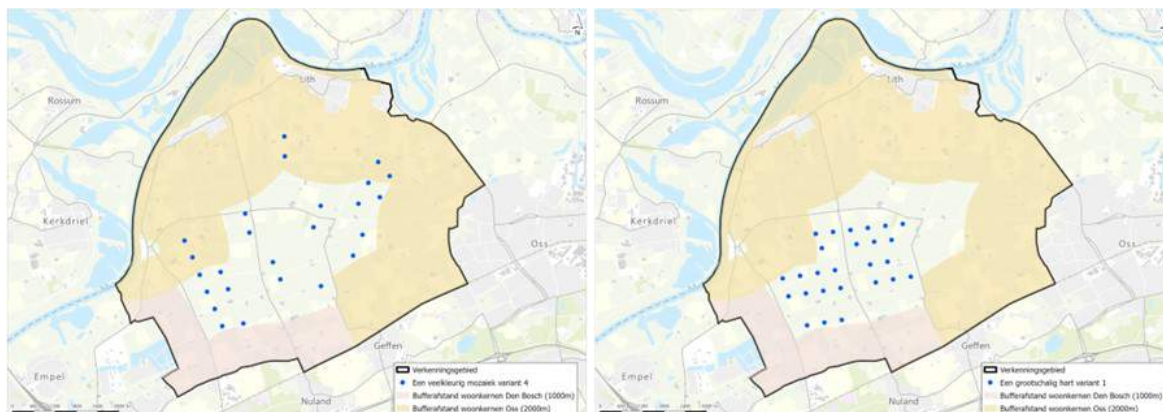 N
Lith
Rossum
Kerkdriel
Oss
Geffen
Empel
Nuland
Verkenningsgebied
Een veelkleurig mozaiek variant 4
Bufferafstand woonkernen Den Bosch (1000m)
Bufferafstand woonkernen Oss (2000m)
N
Lith
Rossum
Kerkdriel
Oss
Geffen
Empel
Nuland
Verkenningsgebied
Een grootschalig hart variant 1
Bufferafstand woonkernen Den Bosch (1000m)
Bufferafstand woonkernen Oss (2000m)